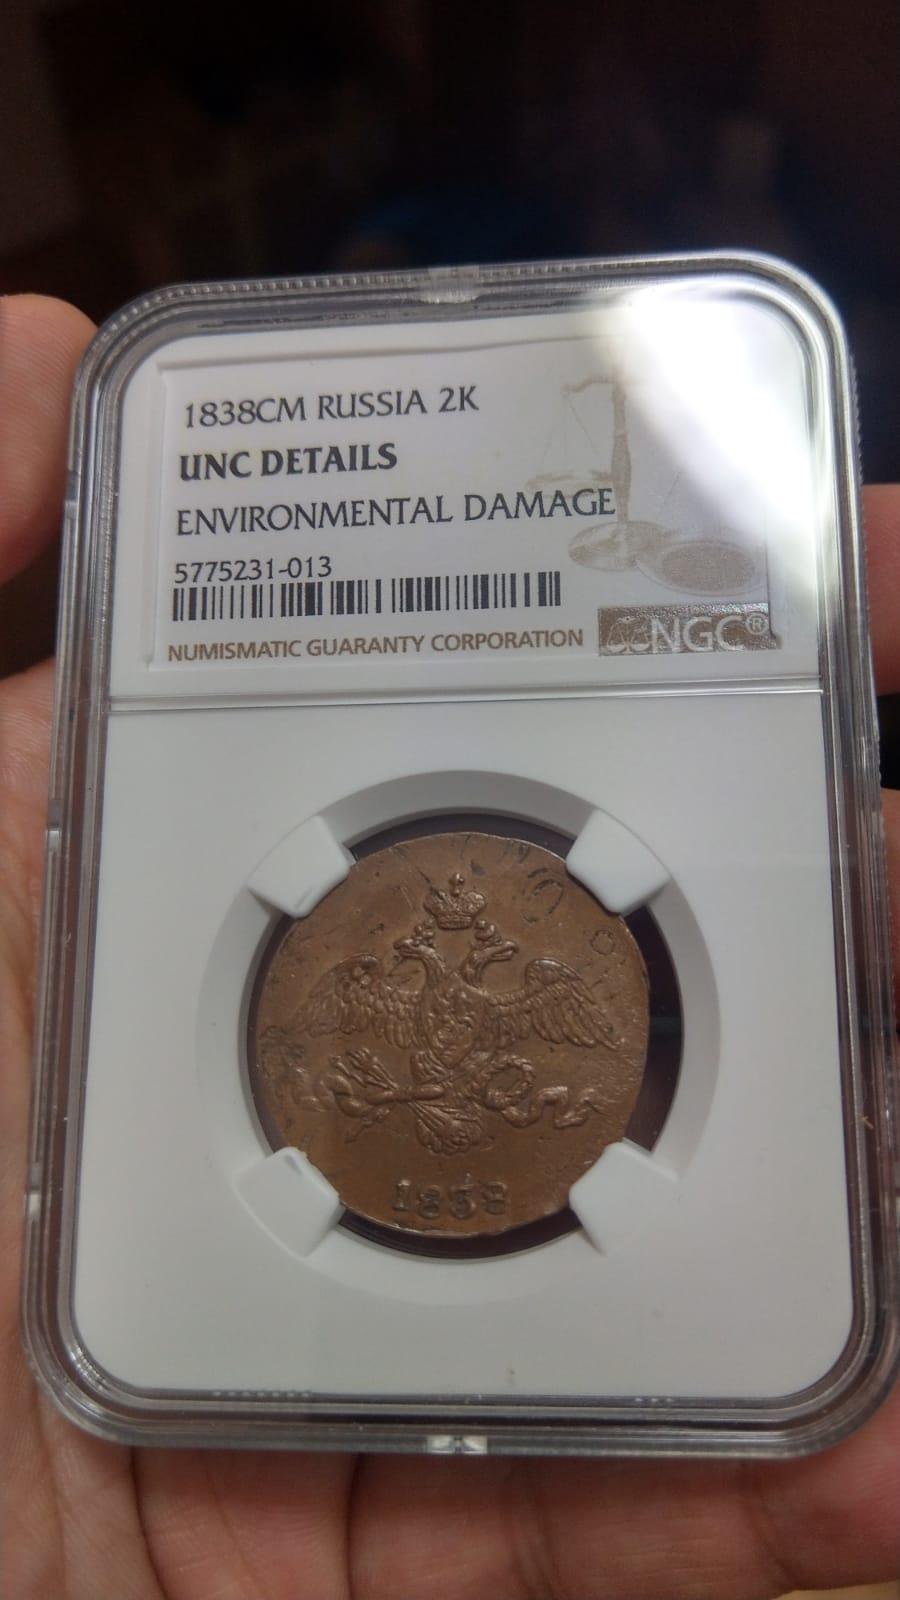 1838CM RUSSIA 2K
UNC DETAILS
ENVIRONMENTAL DAMAGE
5775231-013
NUMISMATIC GUARANTY CORPORATION
NGC®
1838